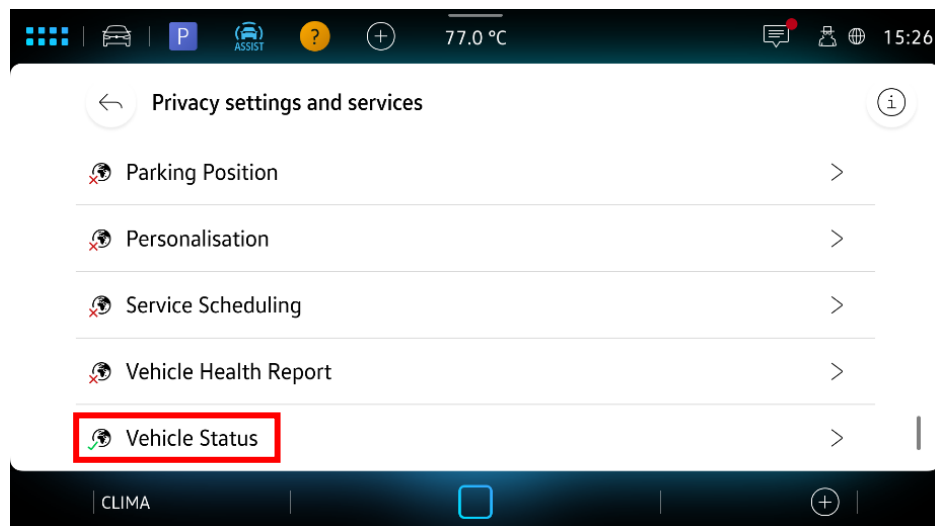 P ASSIST ? 77.0 °C 15:26
Privacy settings and services i
Parking Position
Personalisation
Service Scheduling
Vehicle Health Report
Vehicle Status
CLIMA